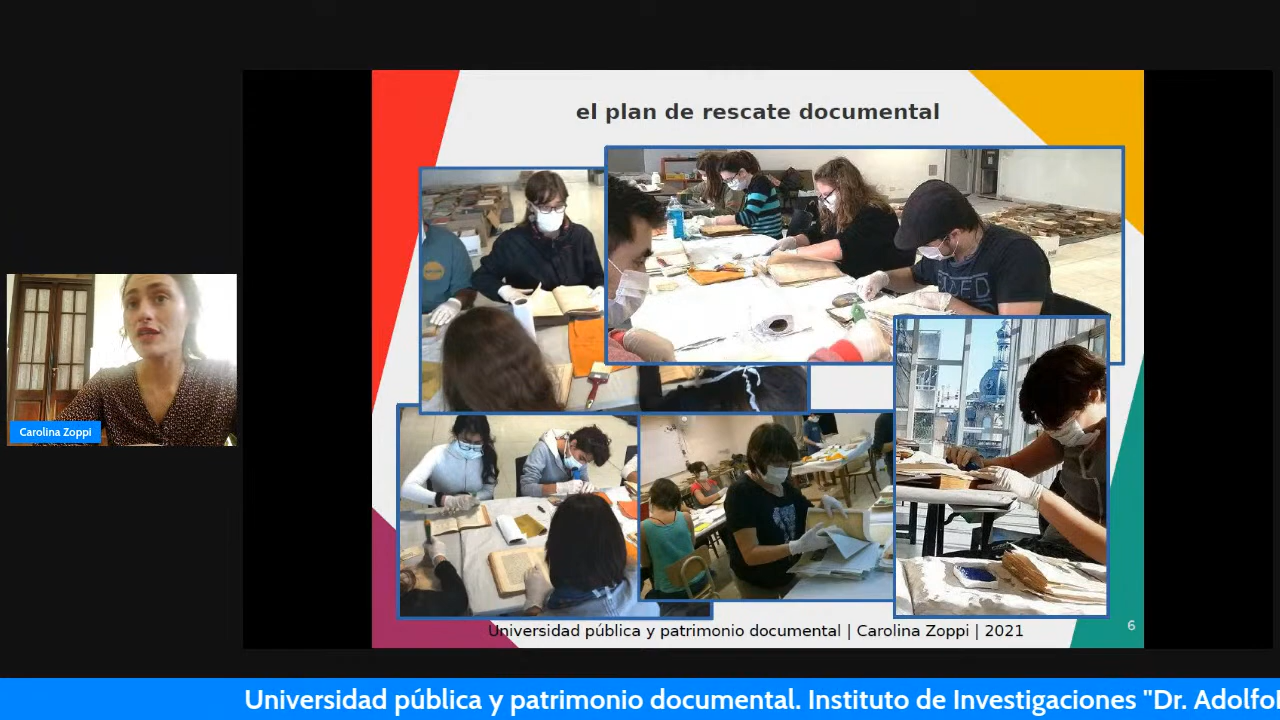 el plan de rescate documental
Carolina Zoppi
Universidad pública y patrimonio documental | Carolina Zoppi | 2021
6
Universidad pública y patrimonio documental. Instituto de Investigaciones "Dr. Adolfo